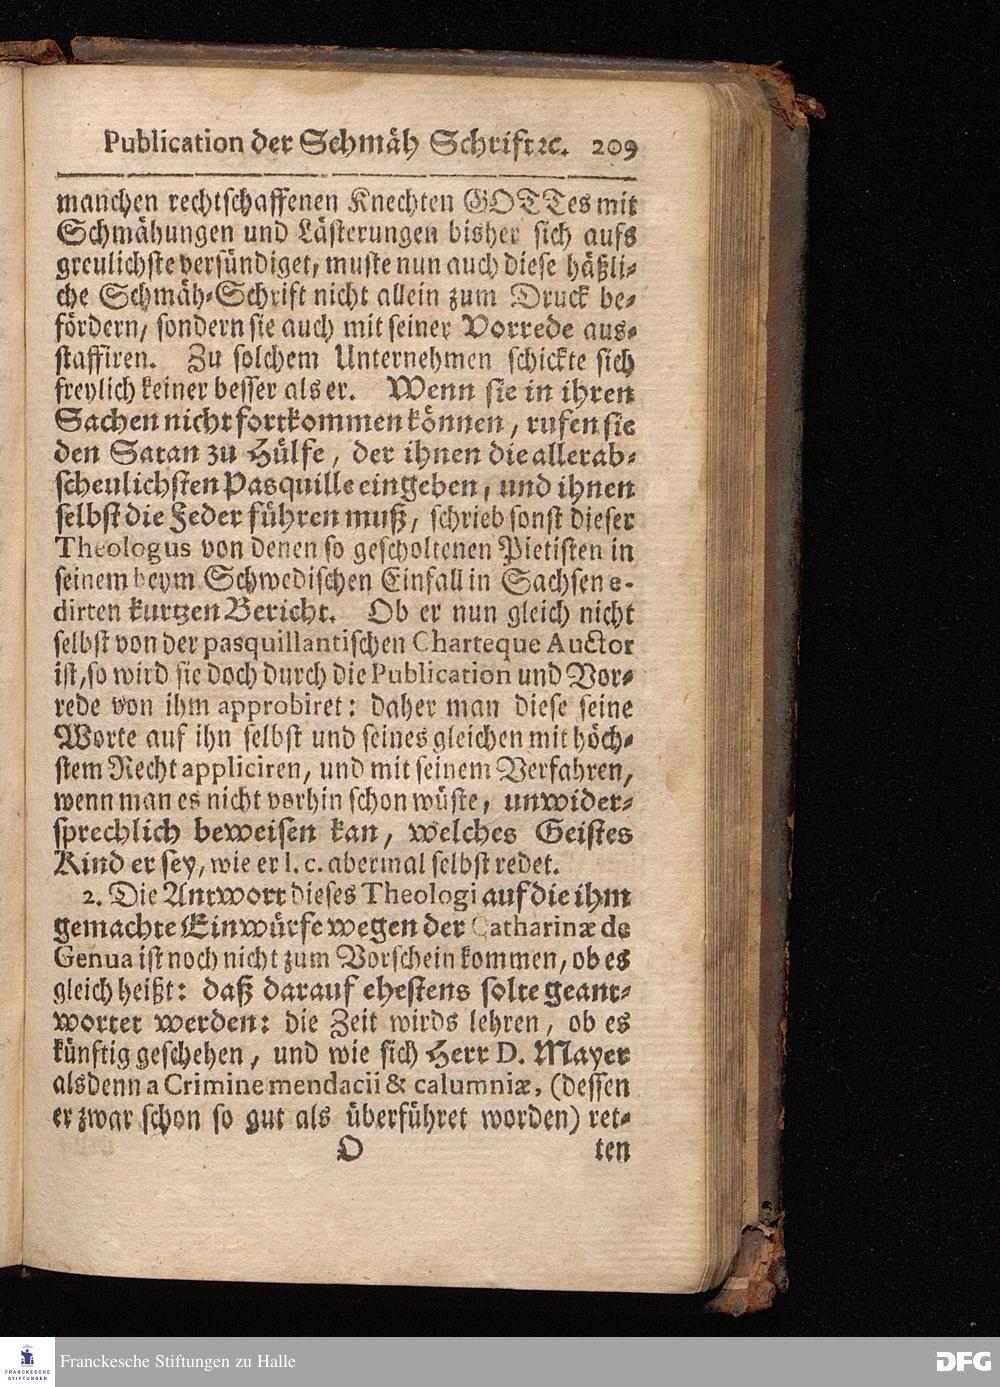 Publication der Schmäh Schrift ꝛc. 209
manchen rechtschaffenen Knechten GOTTes mit
Schmähungen und Lästerungen bisher sich aufs
greulichste versündiget, muste nun auch diese häßli-
che Schmäh-Schrift nicht allein zum Druck be-
fördern/ sondern sie auch mit seiner Vorrede aus-
staffiren. Zu solchem Unternehmen schickte sich
freylich keiner besser als er. Wenn sie in ihren
Sachen nicht fortkommen können, rufen sie
den Satan zu Hülfe, der ihnen die allerab-
scheulichsten Pasquille eingeben, und ihnen
selbst die Feder führen muß, schrieb sonst dieser
Theologus von denen so gescholtenen Pietisten in
seinem beym Schwedischen Einfall in Sachsen e-
dirten kurtzen Bericht. Ob er nun gleich nicht
selbst von der pasquillantischen Charteque Auctor
ist, so wird sie doch durch die Publication und Vor-
rede von ihm approbiret: daher man diese seine
Worte auf ihn selbst und seines gleichen mit höch-
stem Recht appliciren, und mit seinem Verfahren,
wenn man es nicht vorhin schon wüste, unwider-
sprechlich beweisen kan, welches Geistes
Kind er sey, wie er l. c. abermal selbst redet.
2. Die Antwort dieses Theologi auf die ihm
gemachte Einwürfe wegen der Catharinæ de
Genua ist noch nicht zum Vorschein kommen, ob es
gleich heißt: daß darauf ehestens solte geant-
wortet werden: die Zeit wirds lehren, ob es
künftig geschehen, und wie sich Herr D. Mayer
alsdenn a Crimine mendacii & calumniæ, (dessen
er zwar schon so gut als überführet worden) ret-
O ten
FRANCKESCHE STIFTUNGEN
Franckesche Stiftungen zu Halle
DFG